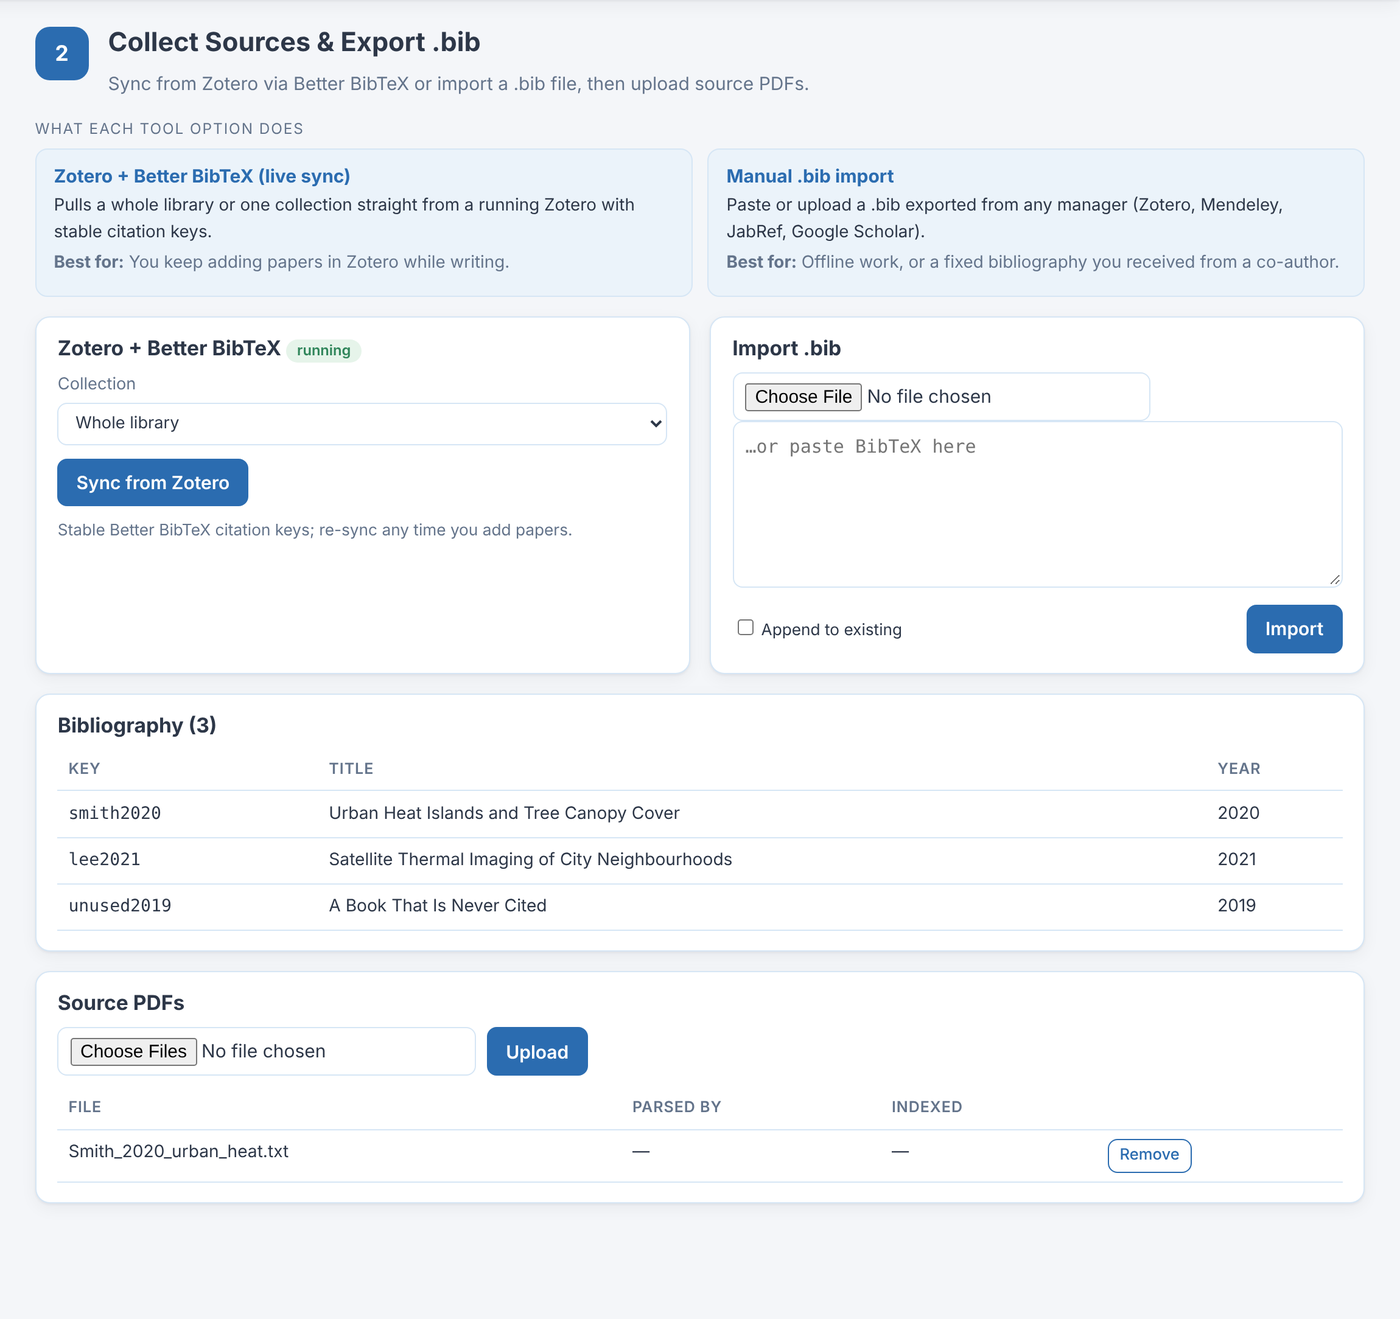 2
Collect Sources & Export .bib
Sync from Zotero via Better BibTeX or import a .bib file, then upload source PDFs.
WHAT EACH TOOL OPTION DOES
Zotero + Better BibTeX (live sync)
Pulls a whole library or one collection straight from a running Zotero with
stable citation keys.
Best for: You keep adding papers in Zotero while writing.
Manual .bib import
Paste or upload a .bib exported from any manager (Zotero, Mendeley,
JabRef, Google Scholar).
Best for: Offline work, or a fixed bibliography you received from a co-author.
Zotero + Better BibTeX running
Collection
Whole library
Sync from Zotero
Stable Better BibTeX citation keys; re-sync any time you add papers.
Import .bib
Choose File No file chosen
…or paste BibTeX here
Append to existing
Import
Bibliography (3)
KEY TITLE YEAR
smith2020 Urban Heat Islands and Tree Canopy Cover 2020
lee2021 Satellite Thermal Imaging of City Neighbourhoods 2021
unused2019 A Book That Is Never Cited 2019
Source PDFs
Choose Files No file chosen Upload
FILE PARSED BY INDEXED
Smith_2020_urban_heat.txt — — Remove